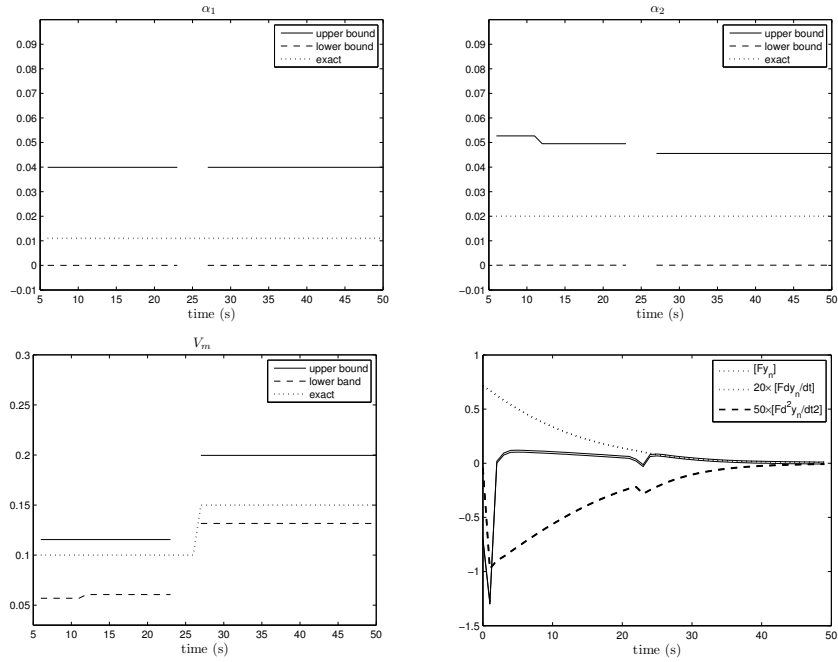 α₁
0.09
0.08
0.07
0.06
0.05
0.04
0.03
0.02
0.01
0
−0.01
5 10 15 20 25 30 35 40 45 50
time (s)
upper bound
lower bound
exact
α₂
0.09
0.08
0.07
0.06
0.05
0.04
0.03
0.02
0.01
0
−0.01
5 10 15 20 25 30 35 40 45 50
time (s)
upper bound
lower bound
exact
Vₘ
0.3
0.25
0.2
0.15
0.1
0.05
5 10 15 20 25 30 35 40 45 50
time (s)
upper bound
lower band
exact
1
0.5
0
−0.5
−1
−1.5
0 10 20 30 40 50
time (s)
[Fyₙ]
20×[Fdyₙ/dt]
50×[Fd²yₙ/dt2]